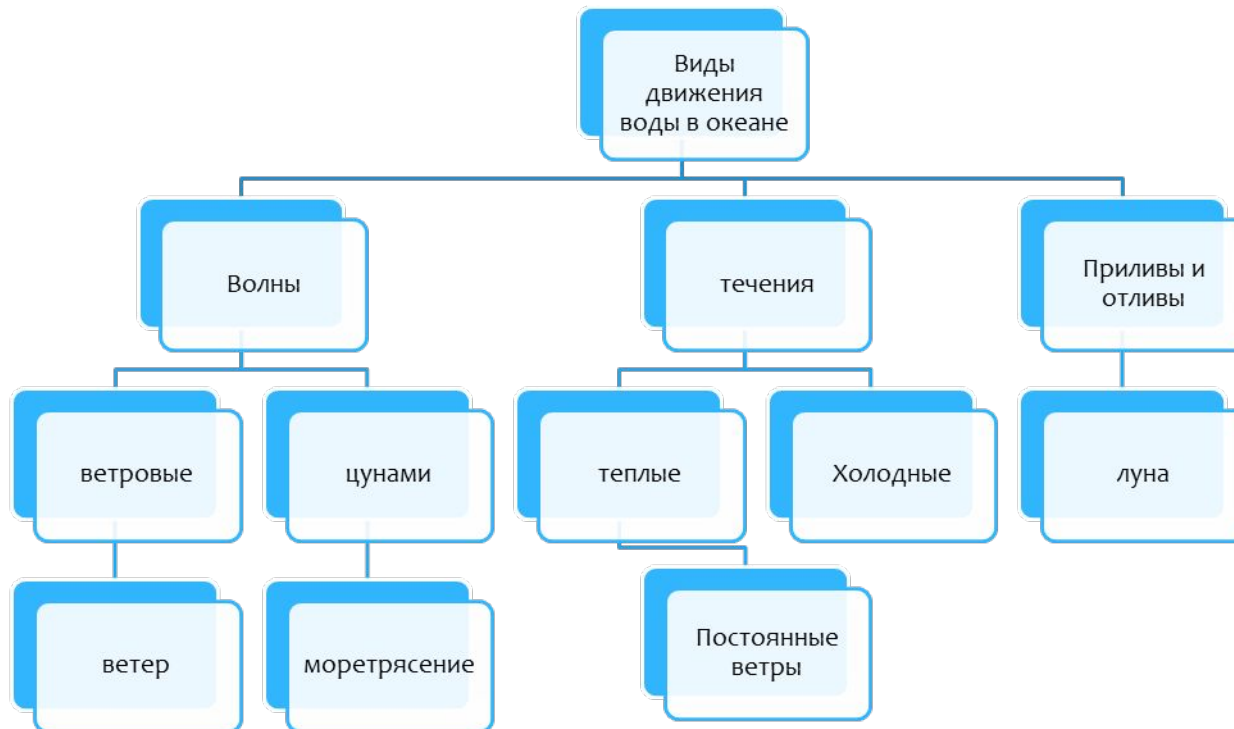 Виды
движения
воды в океане
Волны
течения
Приливы и
отливы
ветровые
цунами
теплые
Холодные
луна
ветер
моретрясение
Постоянные
ветры